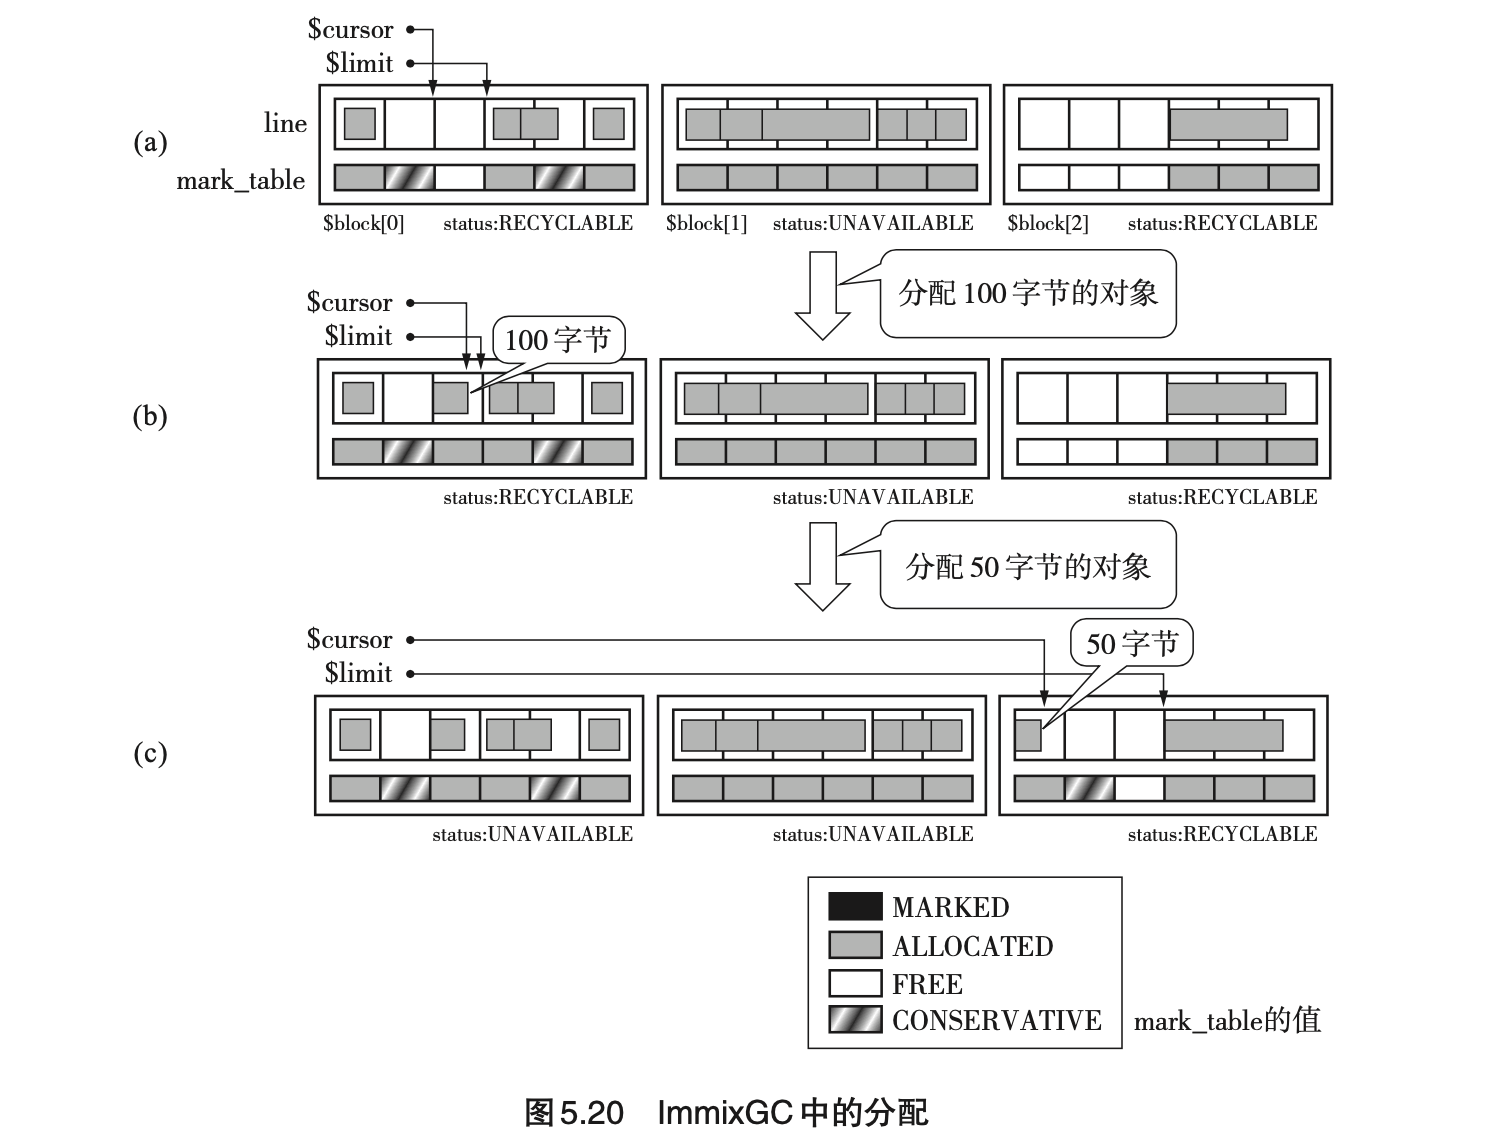 $cursor
$limit
line
(a)
mark_table
$block[0] status:RECYCLABLE $block[1] status:UNAVAILABLE $block[2] status:RECYCLABLE
分配 100 字节的对象
$cursor
$limit
100 字节
(b)
status:RECYCLABLE status:UNAVAILABLE status:RECYCLABLE
分配 50 字节的对象
$cursor
50 字节
$limit
(c)
status:UNAVAILABLE status:UNAVAILABLE status:RECYCLABLE
MARKED
ALLOCATED
FREE
CONSERVATIVE mark_table的值
图 5.20 ImmixGC 中的分配